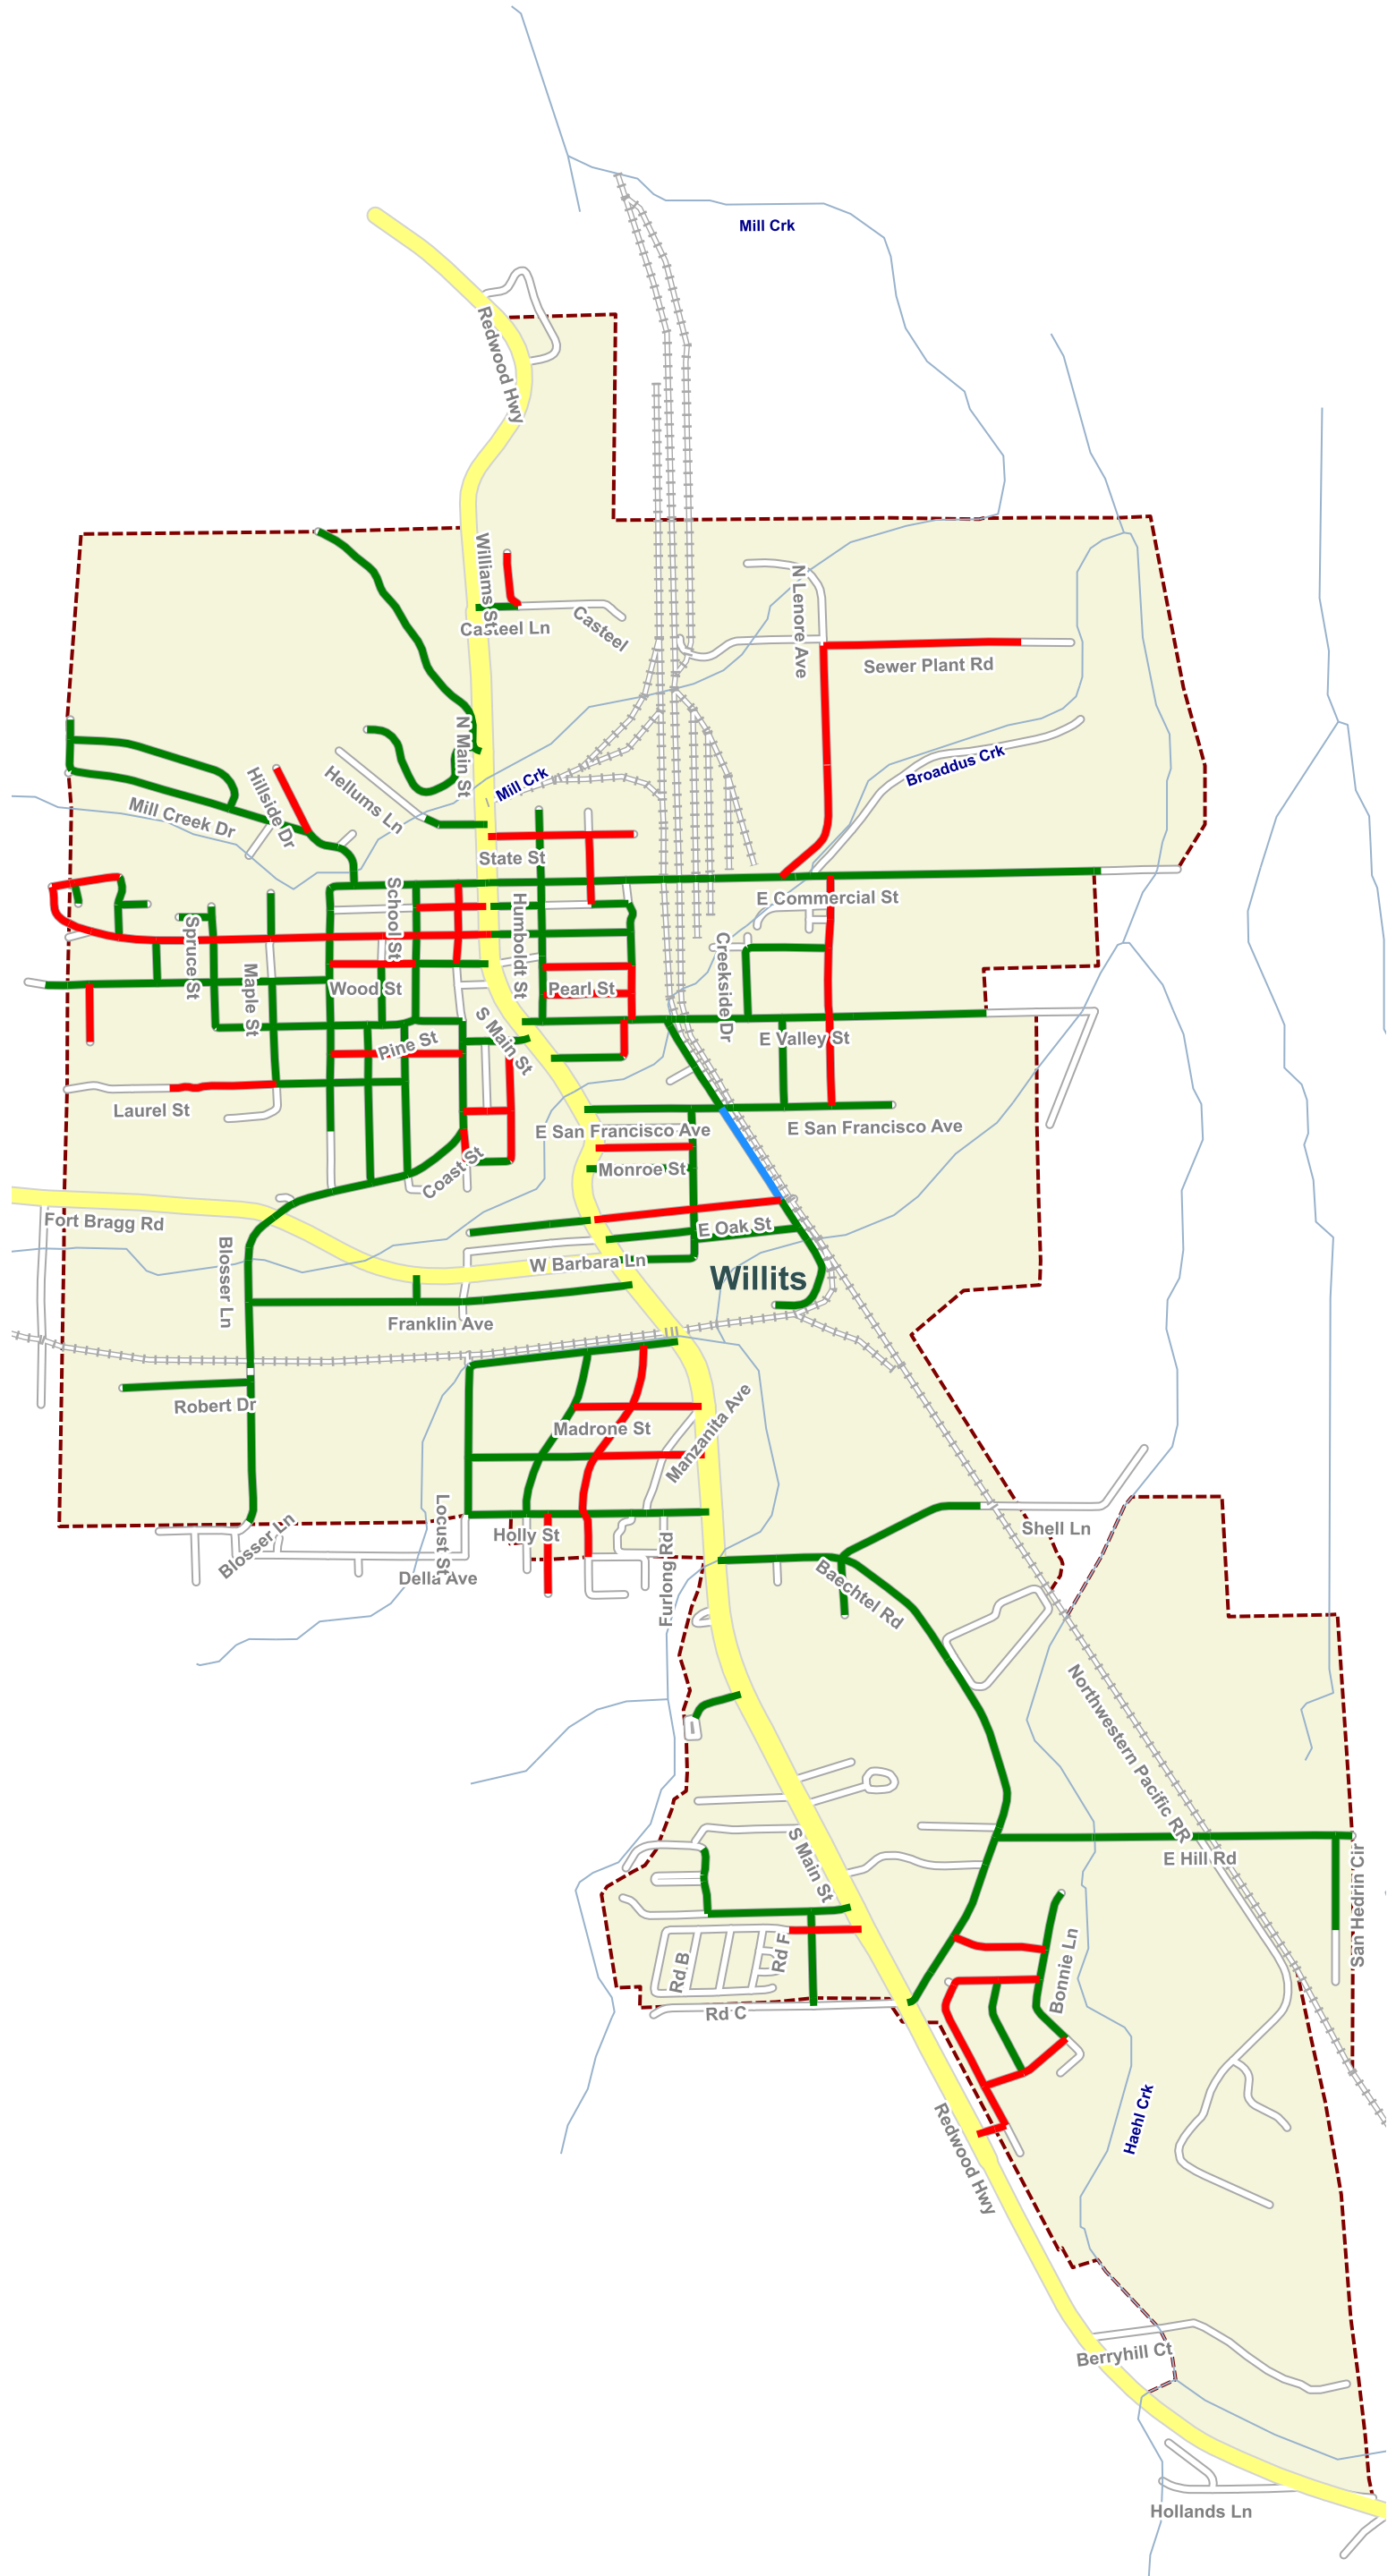 Mill Crk
Redwood Hwy
Williams St
N Lenore Ave
Casteel Ln
Casteel
Sewer Plant Rd
N Main St
Broaddus Crk
Mill Crk
Hellums Ln
Hillside Dr
Mill Creek Dr
State St
E Commercial St
School St
Humboldt St
Spruce St
Creekside Dr
Maple St
Wood St
Pearl St
S Main St
E Valley St
Pine St
Laurel St
E San Francisco Ave
E San Francisco Ave
Coast St
Monroe St
Fort Bragg Rd
E Oak St
Blosser Ln
W Barbara Ln
Willits
Franklin Ave
Robert Dr
Manzanita Ave
Madrone St
Locust St
Holly St
Shell Ln
Blosser Ln
Della Ave
Furlong Rd
Baechtel Rd
Northwestern Pacific RR
S Main St
E Hill Rd
San Hedrin Cir
Rd B
Rd F
Bonnie Ln
Rd C
Haehl Crk
Redwood Hwy
Berryhill Ct
Hollands Ln